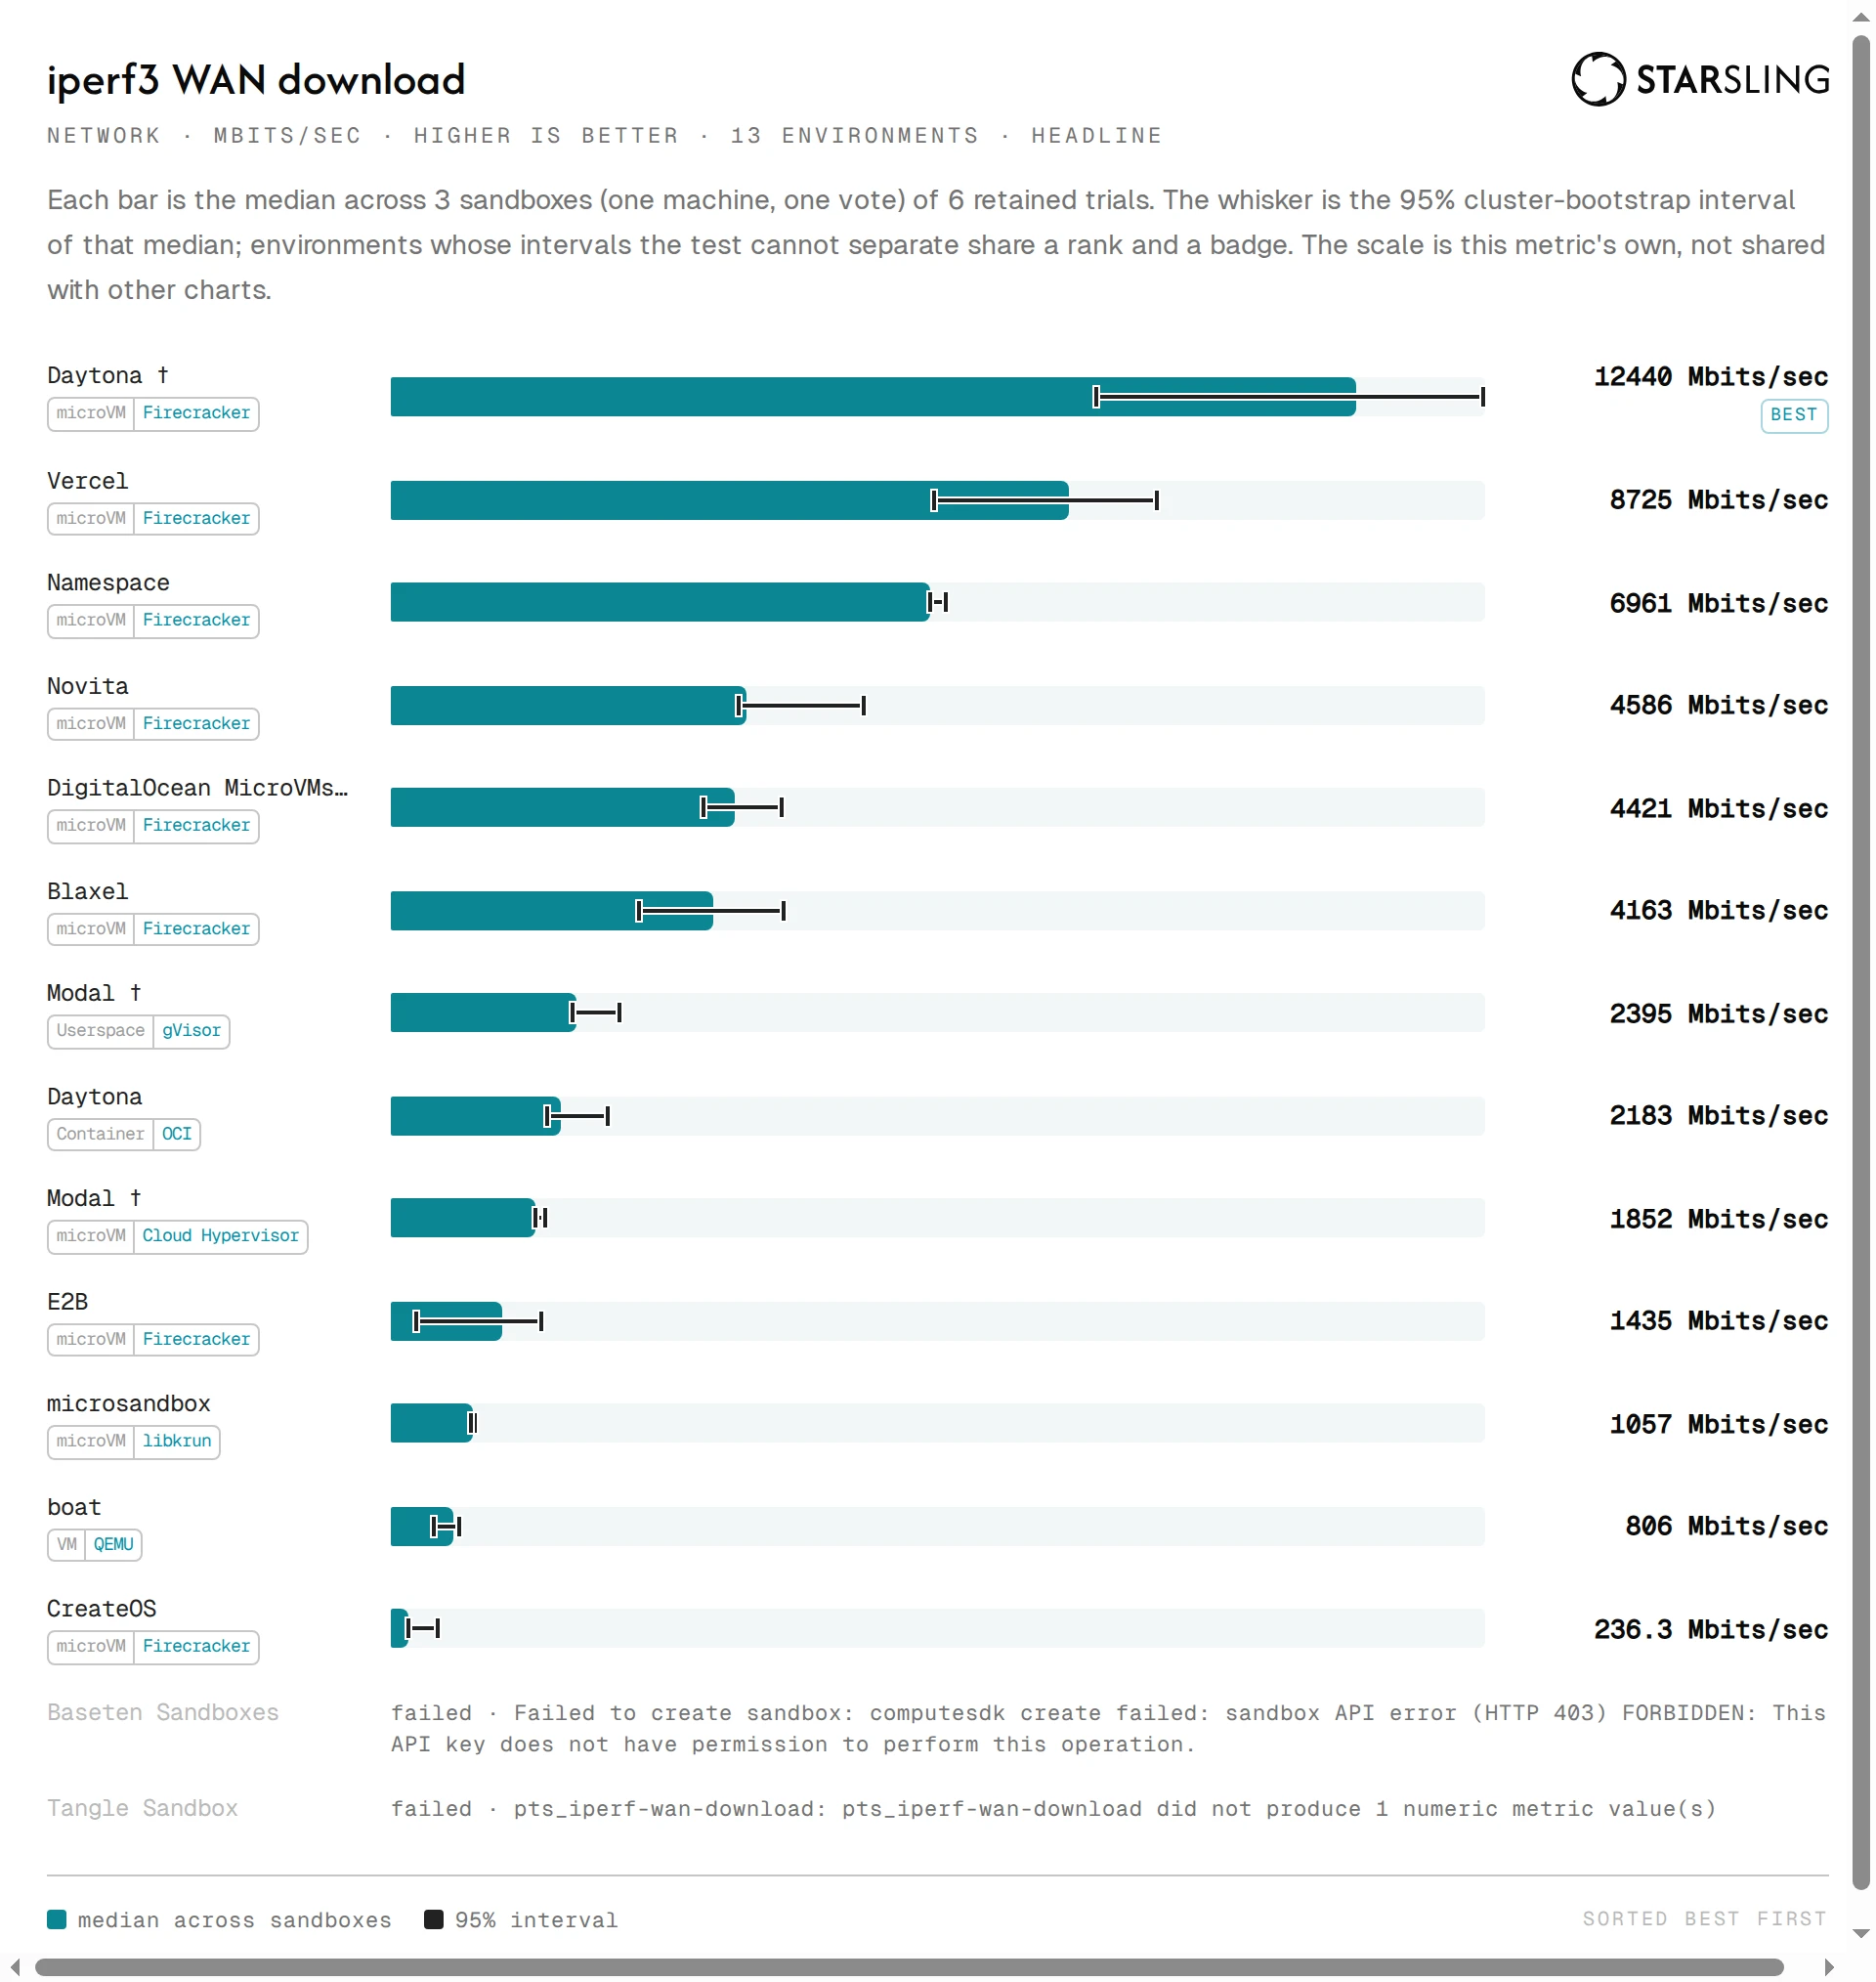 iperf3 WAN download
STARSLING
NETWORK · MBITS/SEC · HIGHER IS BETTER · 13 ENVIRONMENTS · HEADLINE
Each bar is the median across 3 sandboxes (one machine, one vote) of 6 retained trials. The whisker is the 95% cluster-bootstrap interval
of that median; environments whose intervals the test cannot separate share a rank and a badge. The scale is this metric's own, not shared
with other charts.
Daytona †
microVM Firecracker
12440 Mbits/sec
BEST
Vercel
microVM Firecracker
8725 Mbits/sec
Namespace
microVM Firecracker
6961 Mbits/sec
Novita
microVM Firecracker
4586 Mbits/sec
DigitalOcean MicroVMs…
microVM Firecracker
4421 Mbits/sec
Blaxel
microVM Firecracker
4163 Mbits/sec
Modal †
Userspace gVisor
2395 Mbits/sec
Daytona
Container OCI
2183 Mbits/sec
Modal †
microVM Cloud Hypervisor
1852 Mbits/sec
E2B
microVM Firecracker
1435 Mbits/sec
microsandbox
microVM libkrun
1057 Mbits/sec
boat
VM QEMU
806 Mbits/sec
CreateOS
microVM Firecracker
236.3 Mbits/sec
Baseten Sandboxes
failed · Failed to create sandbox: computesdk create failed: sandbox API error (HTTP 403) FORBIDDEN: This
API key does not have permission to perform this operation.
Tangle Sandbox
failed · pts_iperf-wan-download: pts_iperf-wan-download did not produce 1 numeric metric value(s)
median across sandboxes
95% interval
SORTED BEST FIRST